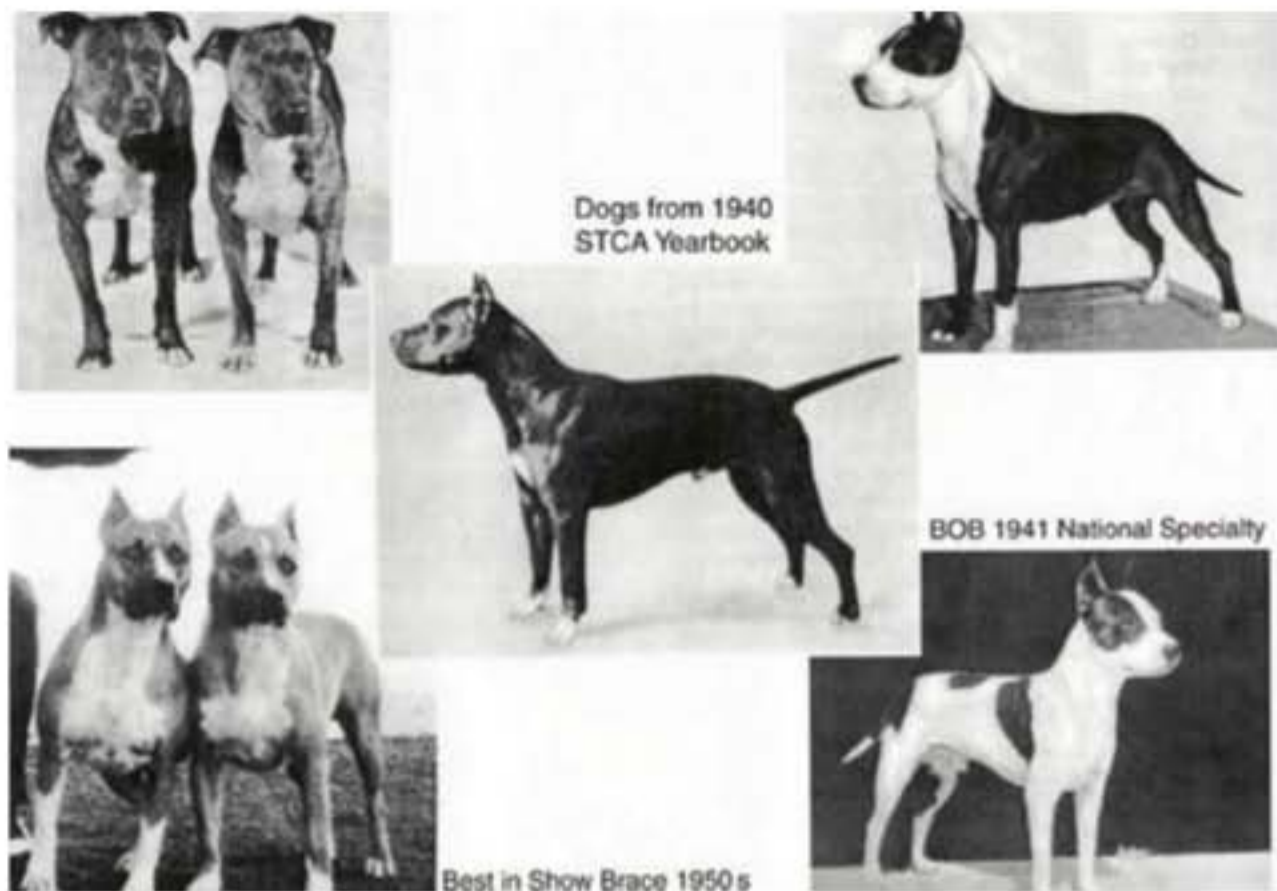 Dogs from 1940
STCA Yearbook
BOB 1941 National Specialty
Best in Show Brace 1950s